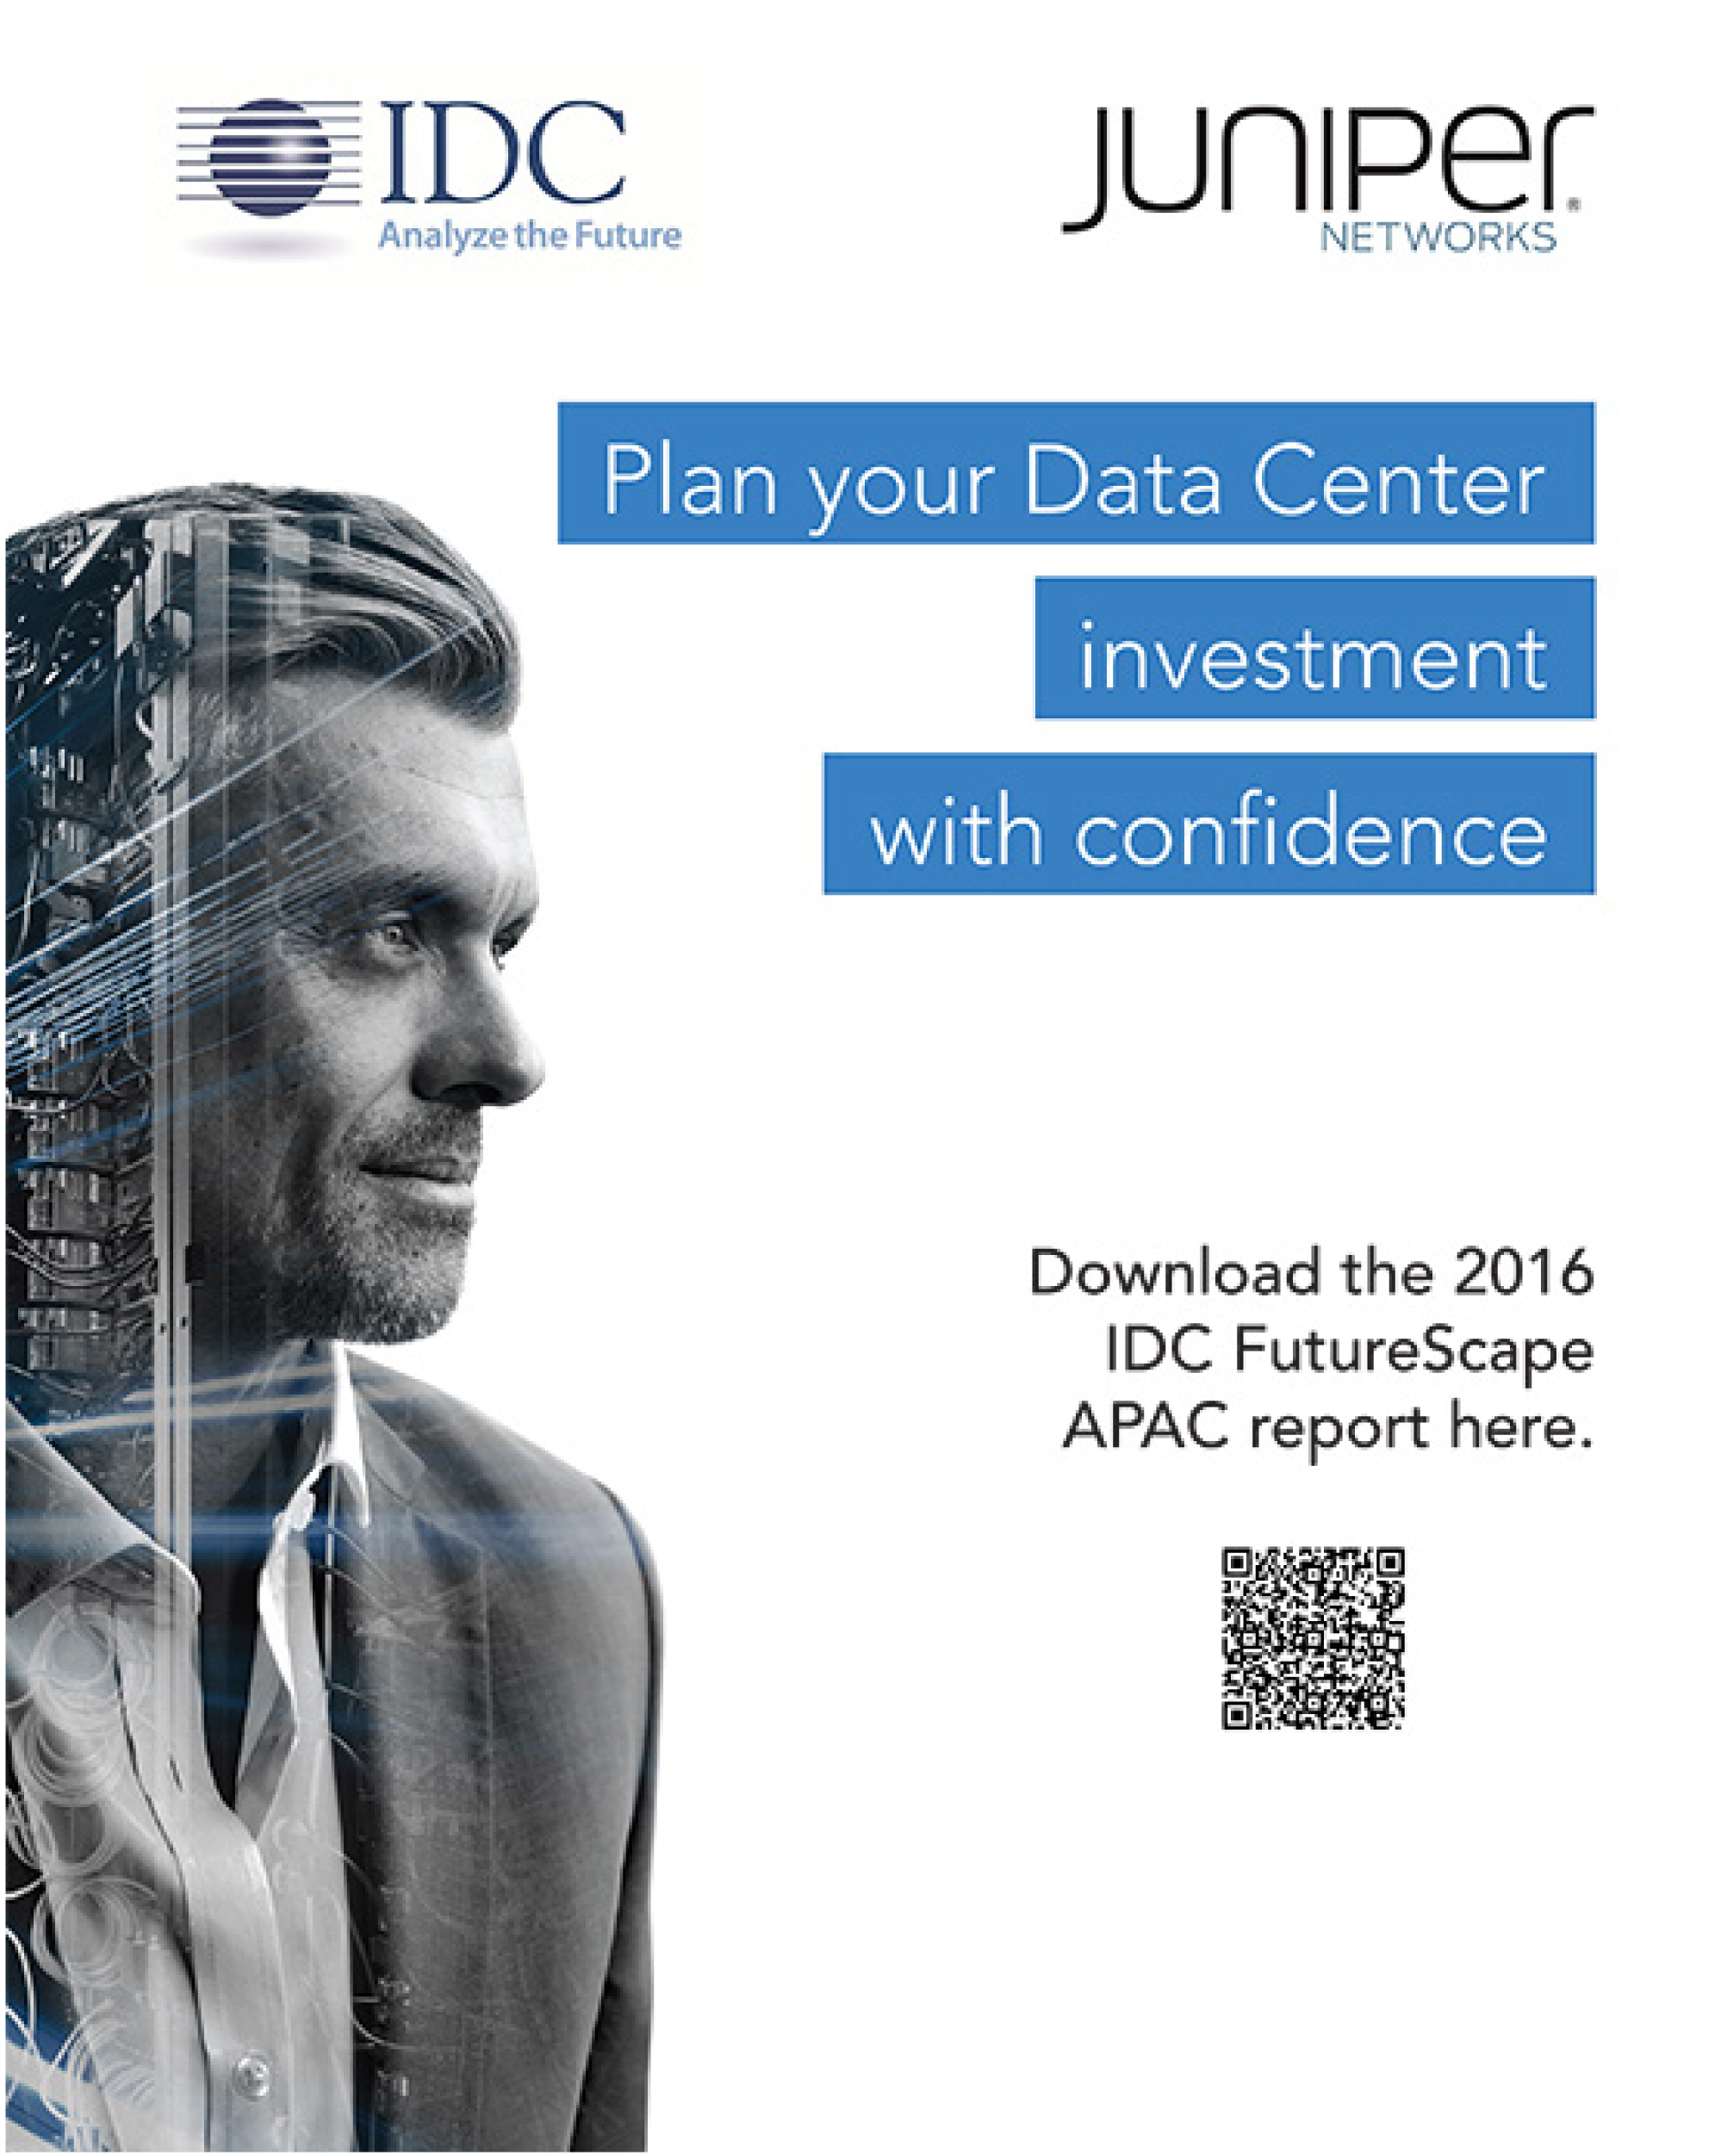 IDC
Analyze the Future
JUNIPER®
NETWORKS
Plan your Data Center
investment
with confidence
Download the 2016
IDC FutureScape
APAC report here.